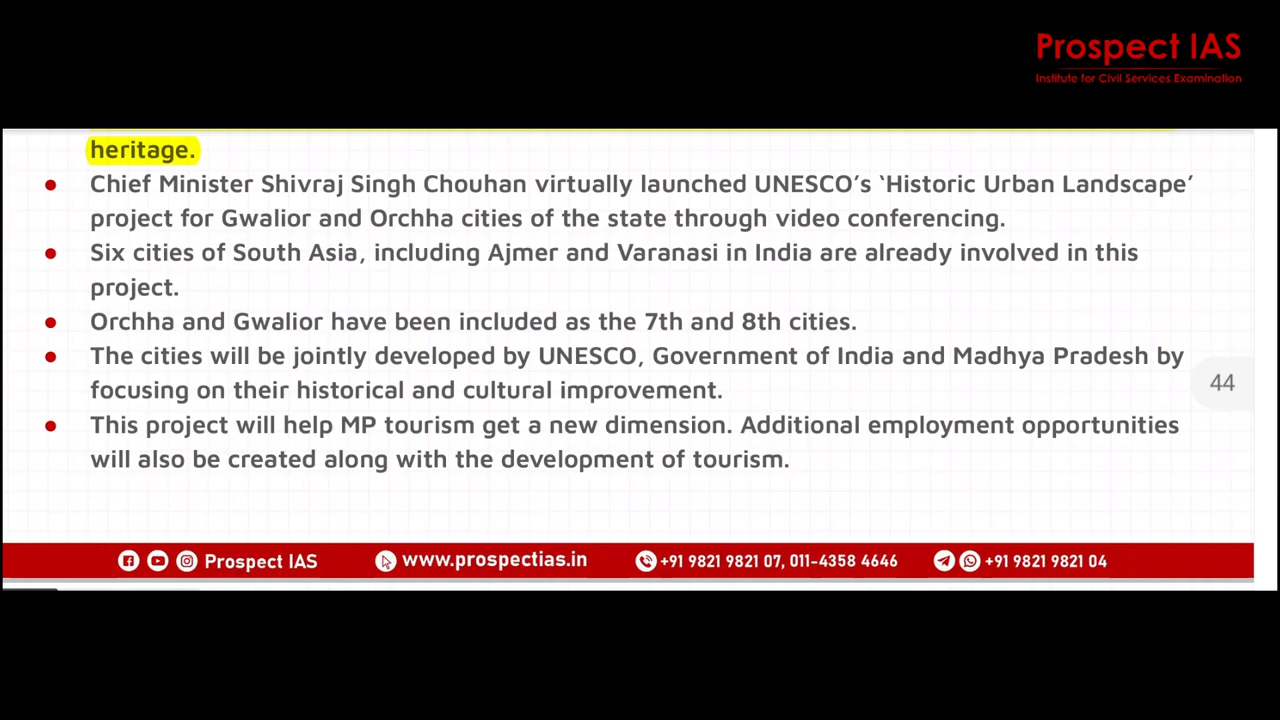 Prospect IAS
Institute for Civil Services Examination
heritage.
● Chief Minister Shivraj Singh Chouhan virtually launched UNESCO’s ‘Historic Urban Landscape’
project for Gwalior and Orchha cities of the state through video conferencing.
● Six cities of South Asia, including Ajmer and Varanasi in India are already involved in this
project.
● Orchha and Gwalior have been included as the 7th and 8th cities.
● The cities will be jointly developed by UNESCO, Government of India and Madhya Pradesh by
focusing on their historical and cultural improvement.
44
● This project will help MP tourism get a new dimension. Additional employment opportunities
will also be created along with the development of tourism.
Prospect IAS www.prospectias.in +91 9821 9821 07, 011-4358 4646 +91 9821 9821 04